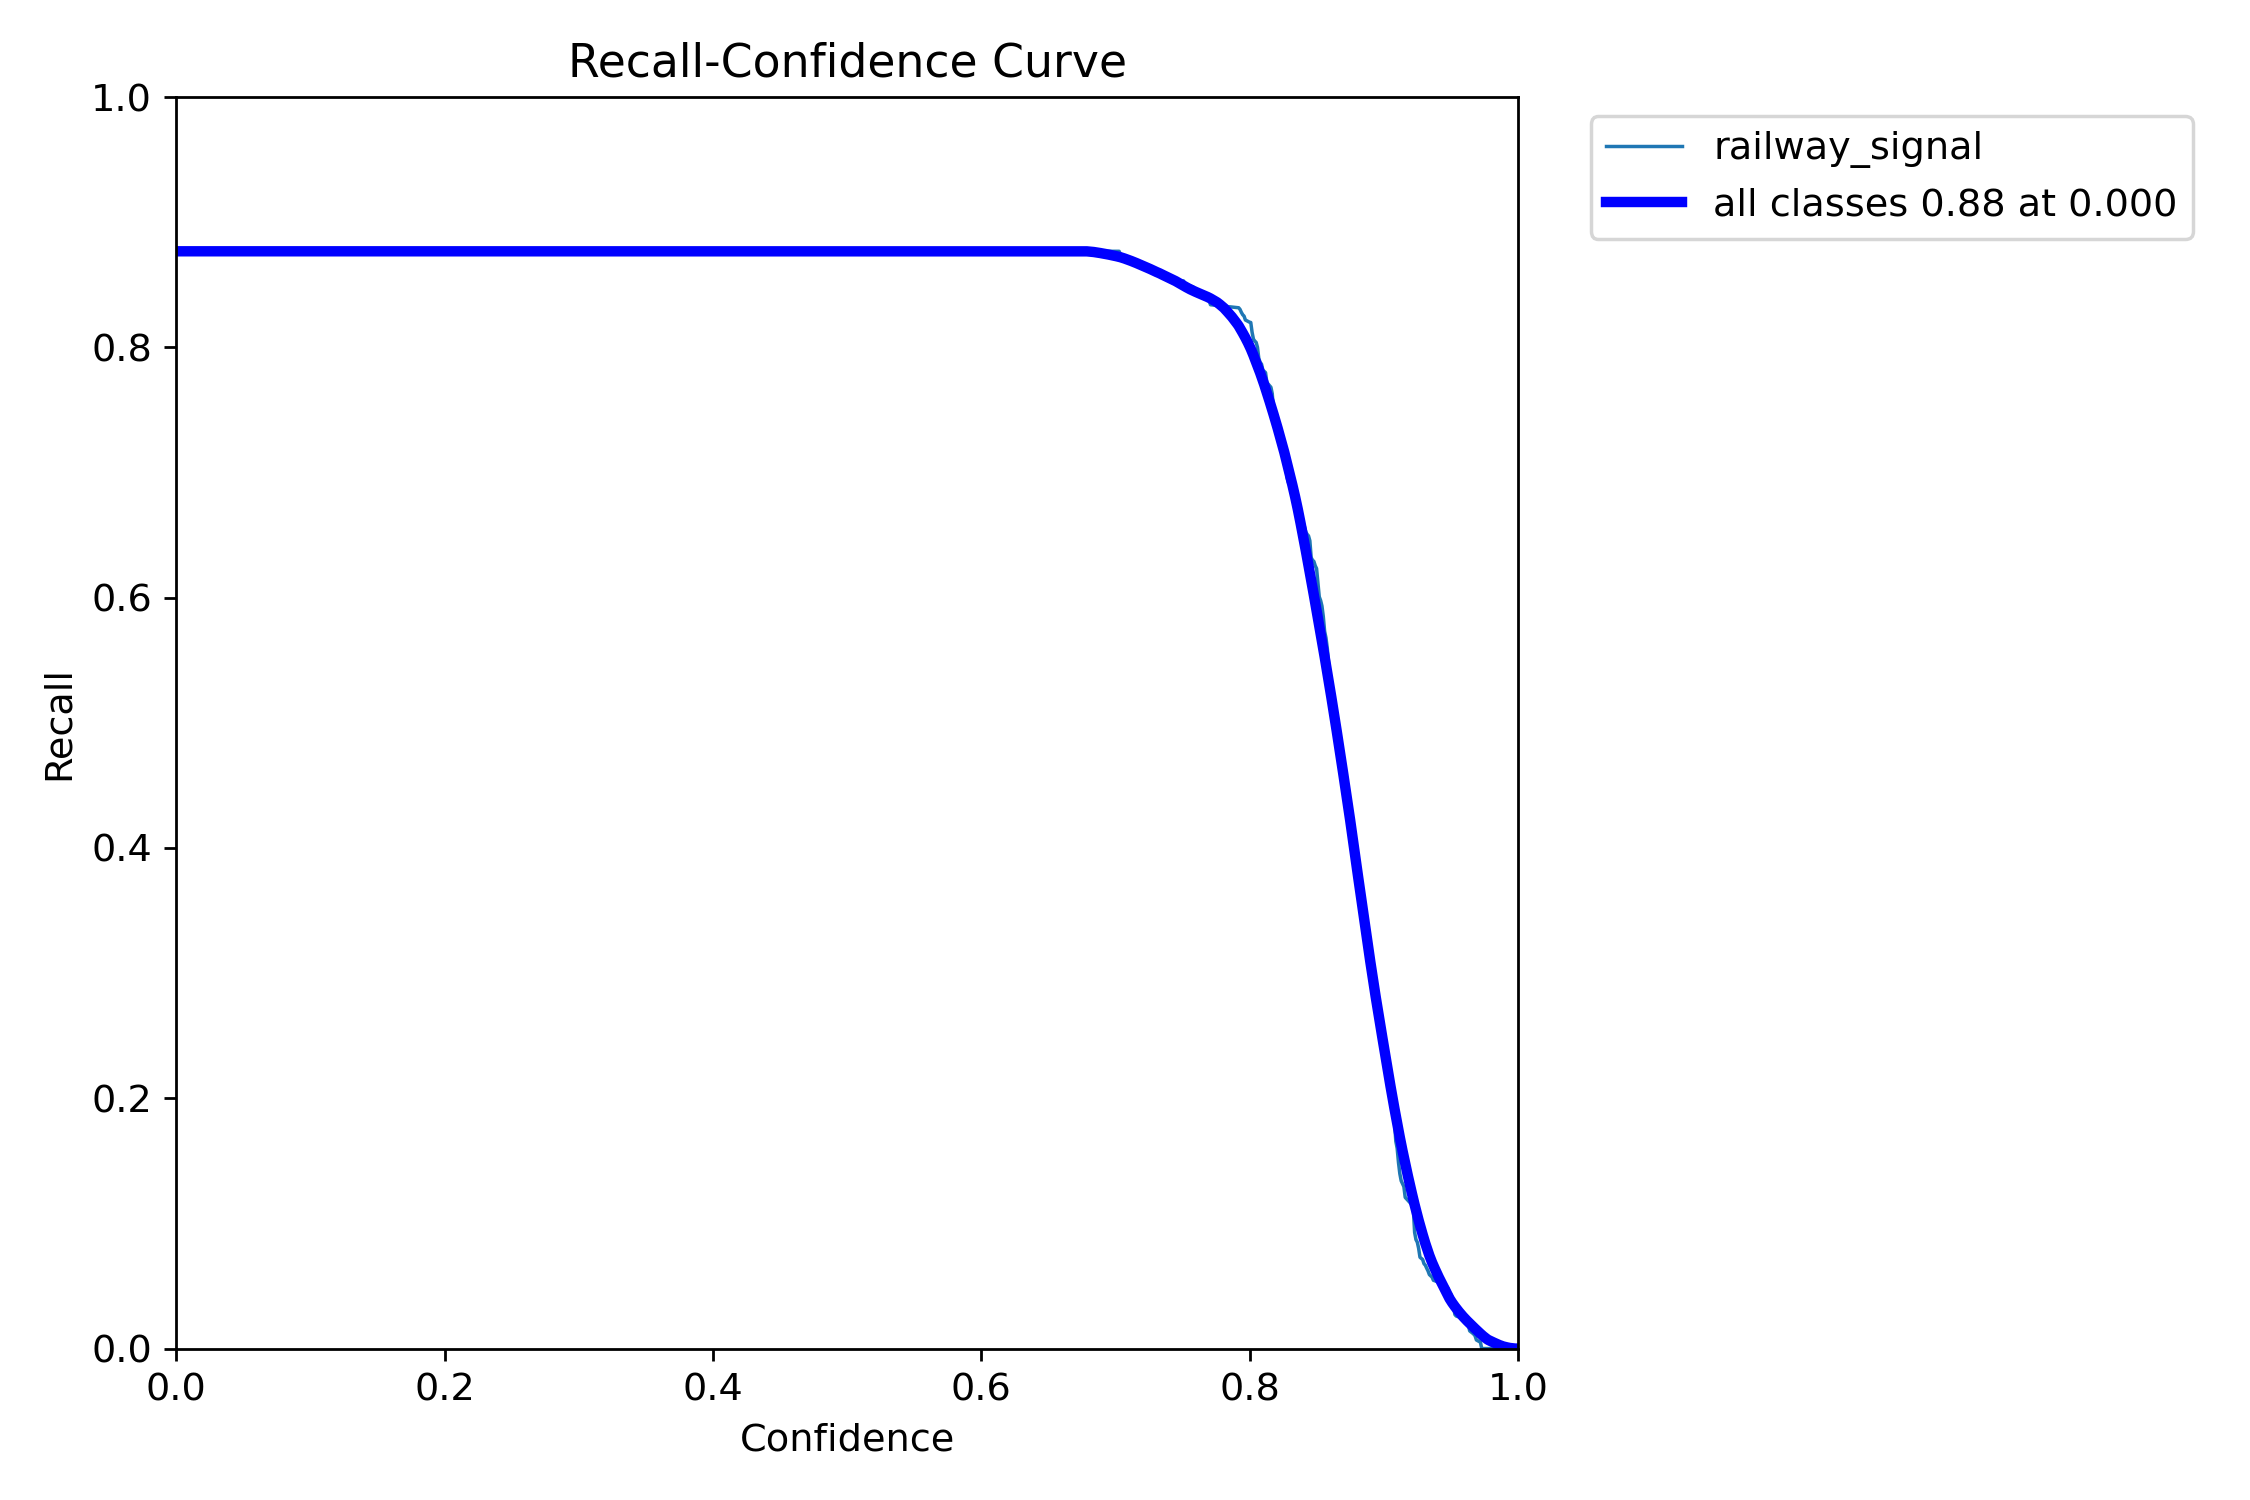 Recall-Confidence Curve
railway_signal
all classes 0.88 at 0.000
1.0
0.8
0.6
0.4
0.2
0.0
Recall
0.0 0.2 0.4 0.6 0.8 1.0
Confidence